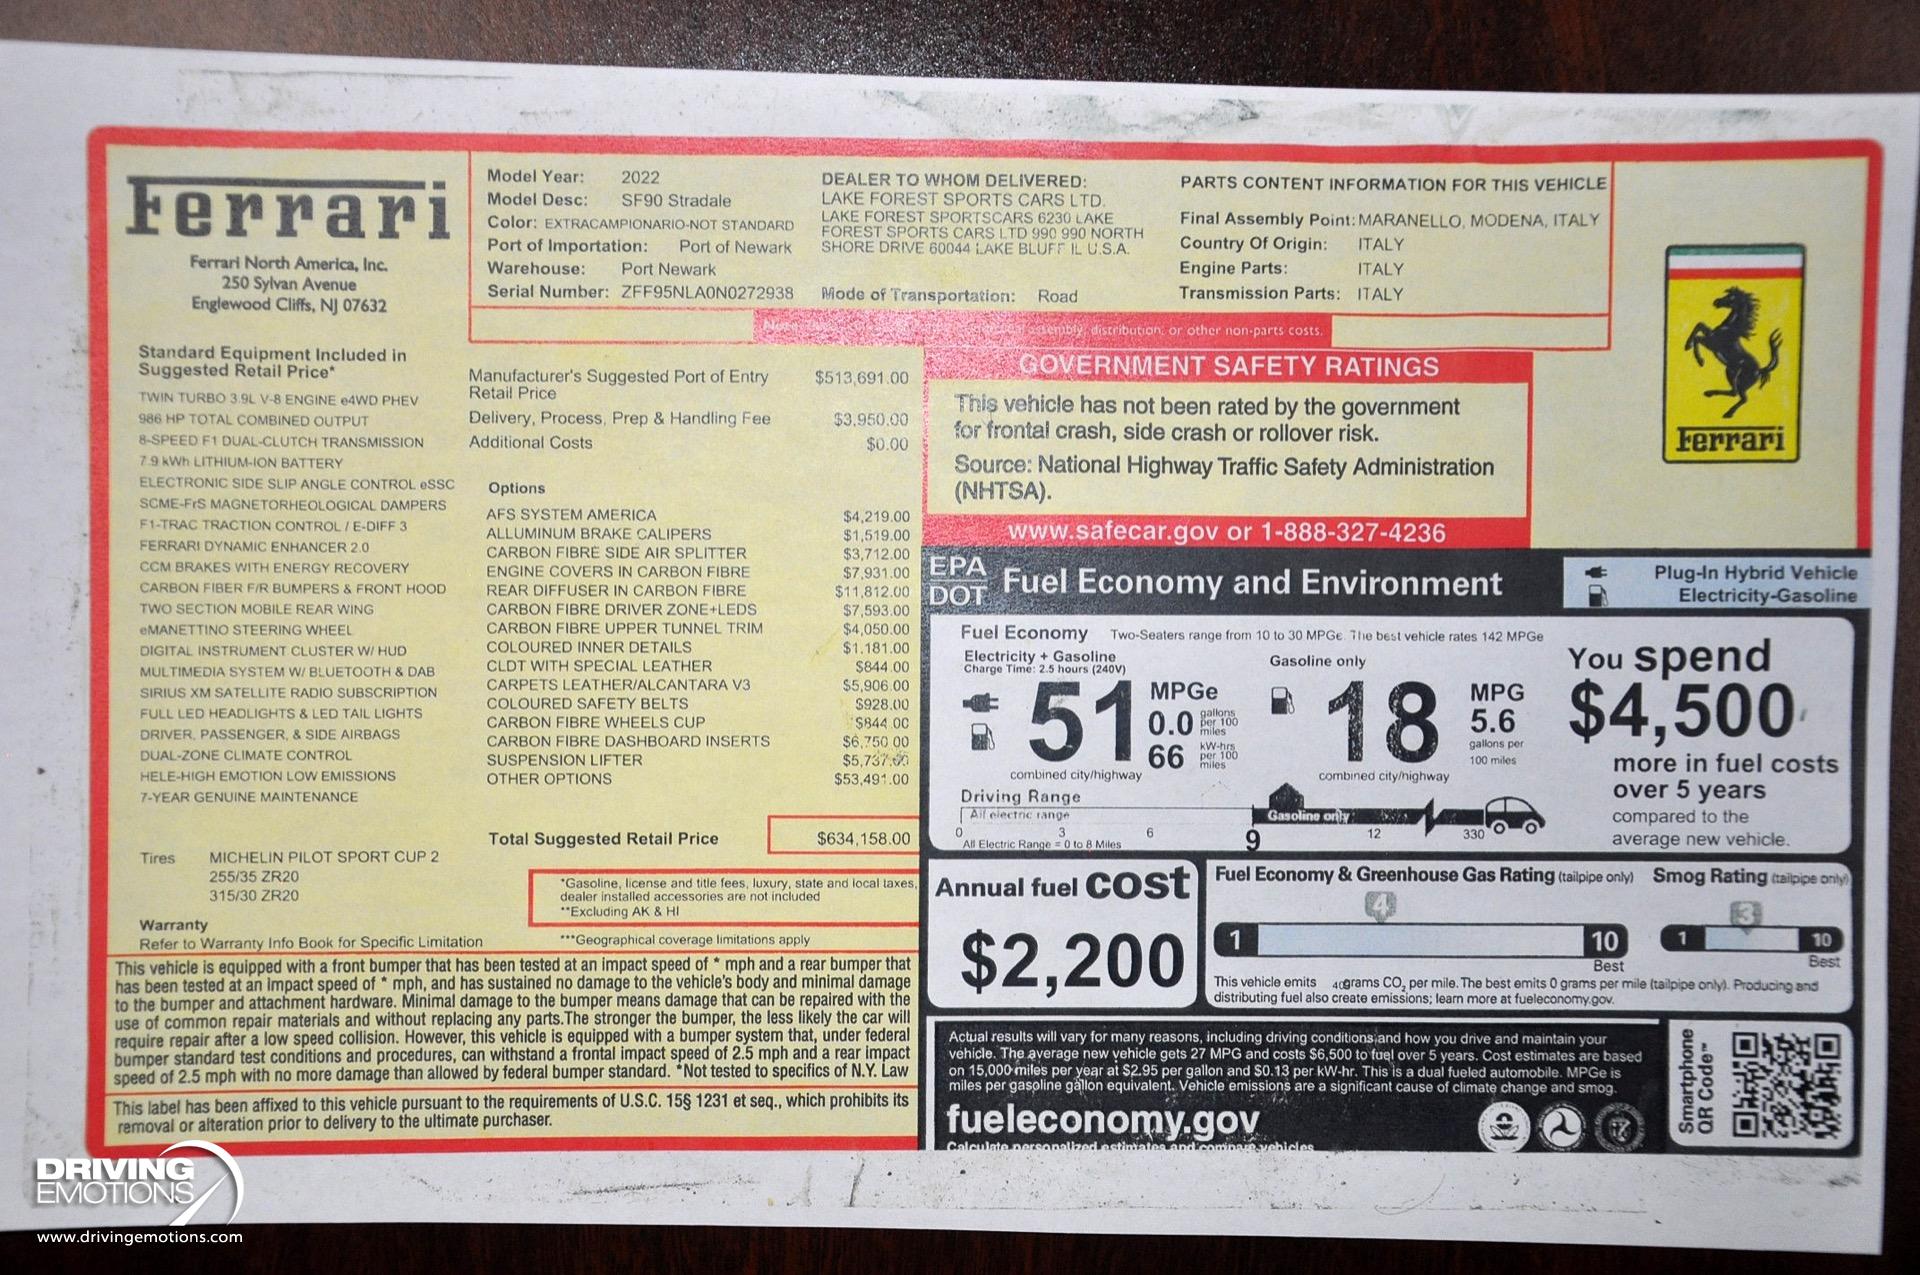 Ferrari
Ferrari North America, Inc.
250 Sylvan Avenue
Englewood Cliffs, NJ 07632
Model Year: 2022
Model Desc: SF90 Stradale
Color: EXTRACAMPIONARIO-NOT STANDARD
Port of Importation: Port of Newark
Warehouse: Port Newark
Serial Number: ZFF95NLA0N0272938
DEALER TO WHOM DELIVERED:
LAKE FOREST SPORTS CARS LTD.
LAKE FOREST SPORTSCARS 6230 LAKE
FOREST SPORTS CARS LTD 990 990 NORTH
SHORE DRIVE 60044 LAKE BLUFF IL U.S.A.
Mode of Transportation: Road
PARTS CONTENT INFORMATION FOR THIS VEHICLE
Final Assembly Point: MARANELLO, MODENA, ITALY
Country Of Origin: ITALY
Engine Parts: ITALY
Transmission Parts: ITALY
assembly, distribution, or other non-parts costs.
Ferrari
Standard Equipment Included in
Suggested Retail Price*
TWIN TURBO 3.9L V-8 ENGINE e4WD PHEV
986 HP TOTAL COMBINED OUTPUT
8-SPEED F1 DUAL-CLUTCH TRANSMISSION
7.9 kWh LITHIUM-ION BATTERY
ELECTRONIC SIDE SLIP ANGLE CONTROL eSSC
SCME-FrS MAGNETORHEOLOGICAL DAMPERS
F1-TRAC TRACTION CONTROL / E-DIFF 3
FERRARI DYNAMIC ENHANCER 2.0
CCM BRAKES WITH ENERGY RECOVERY
CARBON FIBER F/R BUMPERS & FRONT HOOD
TWO SECTION MOBILE REAR WING
eMANETTINO STEERING WHEEL
DIGITAL INSTRUMENT CLUSTER W/ HUD
MULTIMEDIA SYSTEM W/ BLUETOOTH & DAB
SIRIUS XM SATELLITE RADIO SUBSCRIPTION
FULL LED HEADLIGHTS & LED TAIL LIGHTS
DRIVER, PASSENGER, & SIDE AIRBAGS
DUAL-ZONE CLIMATE CONTROL
HELE-HIGH EMOTION LOW EMISSIONS
7-YEAR GENUINE MAINTENANCE
Tires MICHELIN PILOT SPORT CUP 2
255/35 ZR20
315/30 ZR20
Warranty
Refer to Warranty Info Book for Specific Limitation
Manufacturer's Suggested Port of Entry $513,691.00
Retail Price
Delivery, Process, Prep & Handling Fee $3,950.00
Additional Costs $0.00
Options
AFS SYSTEM AMERICA $4,219.00
ALLUMINUM BRAKE CALIPERS $1,519.00
CARBON FIBRE SIDE AIR SPLITTER $3,712.00
ENGINE COVERS IN CARBON FIBRE $7,931.00
REAR DIFFUSER IN CARBON FIBRE $11,812.00
CARBON FIBRE DRIVER ZONE+LEDS $7,593.00
CARBON FIBRE UPPER TUNNEL TRIM $4,050.00
COLOURED INNER DETAILS $1,181.00
CLDT WITH SPECIAL LEATHER $844.00
CARPETS LEATHER/ALCANTARA V3 $5,906.00
COLOURED SAFETY BELTS $928.00
CARBON FIBRE WHEELS CUP $844.00
CARBON FIBRE DASHBOARD INSERTS $6,750.00
SUSPENSION LIFTER $5,737.00
OTHER OPTIONS $53,491.00
Total Suggested Retail Price $634,158.00
*Gasoline, license and title fees, luxury, state and local taxes,
dealer installed accessories are not included
**Excluding AK & HI
***Geographical coverage limitations apply
This vehicle is equipped with a front bumper that has been tested at an impact speed of * mph and a rear bumper that
has been tested at an impact speed of * mph, and has sustained no damage to the vehicle's body and minimal damage
to the bumper and attachment hardware. Minimal damage to the bumper means damage that can be repaired with the
use of common repair materials and without replacing any parts.The stronger the bumper, the less likely the car will
require repair after a low speed collision. However, this vehicle is equipped with a bumper system that, under federal
bumper standard test conditions and procedures, can withstand a frontal impact speed of 2.5 mph and a rear impact
speed of 2.5 mph with no more damage than allowed by federal bumper standard. *Not tested to specifics of N.Y. Law
This label has been affixed to this vehicle pursuant to the requirements of U.S.C. 15§ 1231 et seq., which prohibits its
removal or alteration prior to delivery to the ultimate purchaser.
GOVERNMENT SAFETY RATINGS
This vehicle has not been rated by the government
for frontal crash, side crash or rollover risk.
Source: National Highway Traffic Safety Administration
(NHTSA).
www.safecar.gov or 1-888-327-4236
EPA
DOT Fuel Economy and Environment
Plug-In Hybrid Vehicle
Electricity-Gasoline
Fuel Economy Two-Seaters range from 10 to 30 MPGe. The best vehicle rates 142 MPGe
Electricity + Gasoline
Charge Time: 2.5 hours (240V)
51 MPGe
0.0 gallons per 100 miles
66 kW-hrs per 100 miles
combined city/highway
Gasoline only
18 MPG
5.6
gallons per
100 miles
combined city/highway
You spend
$4,500
more in fuel costs
over 5 years
compared to the
average new vehicle.
Driving Range
All electric range
Gasoline only
0 3 6 9 12 330
All Electric Range = 0 to 8 Miles
Annual fuel cost
$2,200
Fuel Economy & Greenhouse Gas Rating (tailpipe only)
4
1 10
Best
Smog Rating (tailpipe only)
3
1 10
Best
This vehicle emits 40grams CO2 per mile. The best emits 0 grams per mile (tailpipe only). Producing and
distributing fuel also create emissions; learn more at fueleconomy.gov.
Actual results will vary for many reasons, including driving conditions and how you drive and maintain your
vehicle. The average new vehicle gets 27 MPG and costs $6,500 to fuel over 5 years. Cost estimates are based
on 15,000 miles per year at $2.95 per gallon and $0.13 per kW-hr. This is a dual fueled automobile. MPGe is
miles per gasoline gallon equivalent. Vehicle emissions are a significant cause of climate change and smog.
fueleconomy.gov
Calculate personalized estimates and compare vehicles
Smartphone
QR Code™
DRIVING
EMOTIONS
www.drivingemotions.com